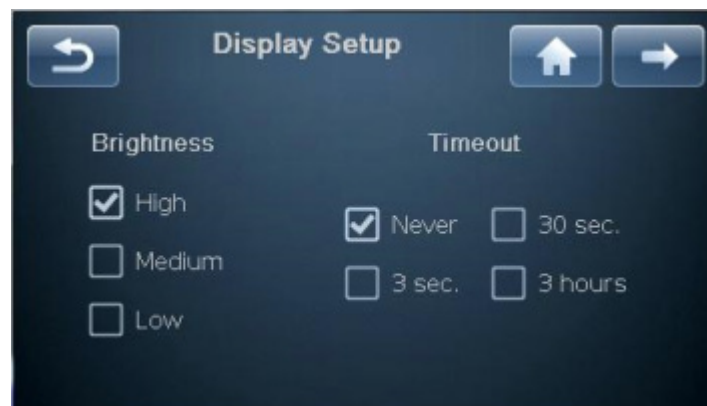 Display Setup
Brightness
High
Medium
Low
Timeout
Never
30 sec.
3 sec.
3 hours